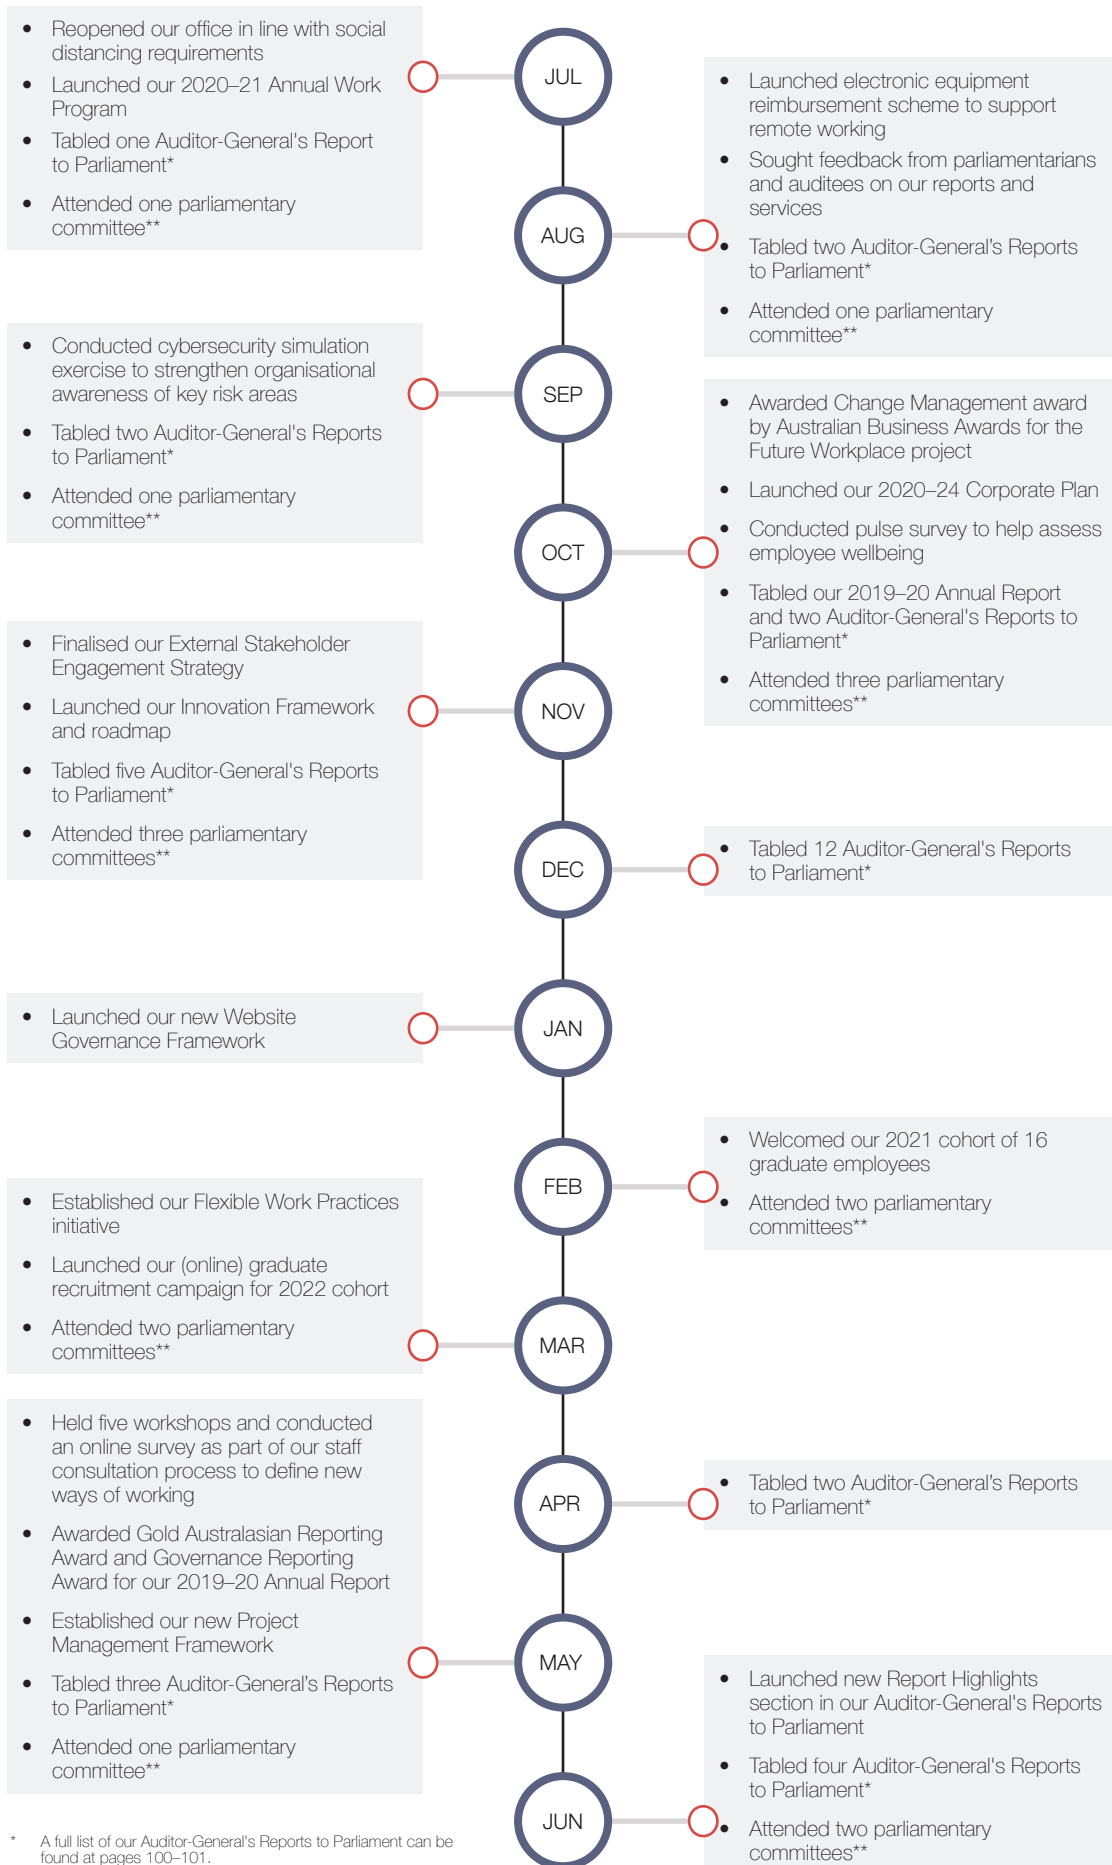 • Reopened our office in line with social
distancing requirements
• Launched our 2020–21 Annual Work
Program
• Tabled one Auditor-General's Report
to Parliament*
• Attended one parliamentary
committee**
JUL
• Launched electronic equipment
reimbursement scheme to support
remote working
• Sought feedback from parliamentarians
and auditees on our reports and
services
• Tabled two Auditor-General's Reports
to Parliament*
• Attended one parliamentary
committee**
AUG
• Conducted cybersecurity simulation
exercise to strengthen organisational
awareness of key risk areas
• Tabled two Auditor-General's Reports
to Parliament*
• Attended one parliamentary
committee**
SEP
• Awarded Change Management award
by Australian Business Awards for the
Future Workplace project
• Launched our 2020–24 Corporate Plan
• Conducted pulse survey to help assess
employee wellbeing
• Tabled our 2019–20 Annual Report
and two Auditor-General's Reports to
Parliament*
• Attended three parliamentary
committees**
OCT
• Finalised our External Stakeholder
Engagement Strategy
• Launched our Innovation Framework
and roadmap
• Tabled five Auditor-General's Reports
to Parliament*
• Attended three parliamentary
committees**
NOV
DEC
• Tabled 12 Auditor-General's Reports
to Parliament*
• Launched our new Website
Governance Framework
JAN
FEB
• Welcomed our 2021 cohort of 16
graduate employees
• Attended two parliamentary
committees**
• Established our Flexible Work Practices
initiative
• Launched our (online) graduate
recruitment campaign for 2022 cohort
• Attended two parliamentary
committees**
MAR
APR
• Tabled two Auditor-General's Reports
to Parliament*
• Held five workshops and conducted
an online survey as part of our staff
consultation process to define new
ways of working
• Awarded Gold Australasian Reporting
Award and Governance Reporting
Award for our 2019–20 Annual Report
• Established our new Project
Management Framework
• Tabled three Auditor-General's Reports
to Parliament*
• Attended one parliamentary
committee**
MAY
JUN
• Launched new Report Highlights
section in our Auditor-General's Reports
to Parliament
• Tabled four Auditor-General's Reports
to Parliament*
• Attended two parliamentary
committees**
* A full list of our Auditor-General's Reports to Parliament can be
found at pages 100–101.